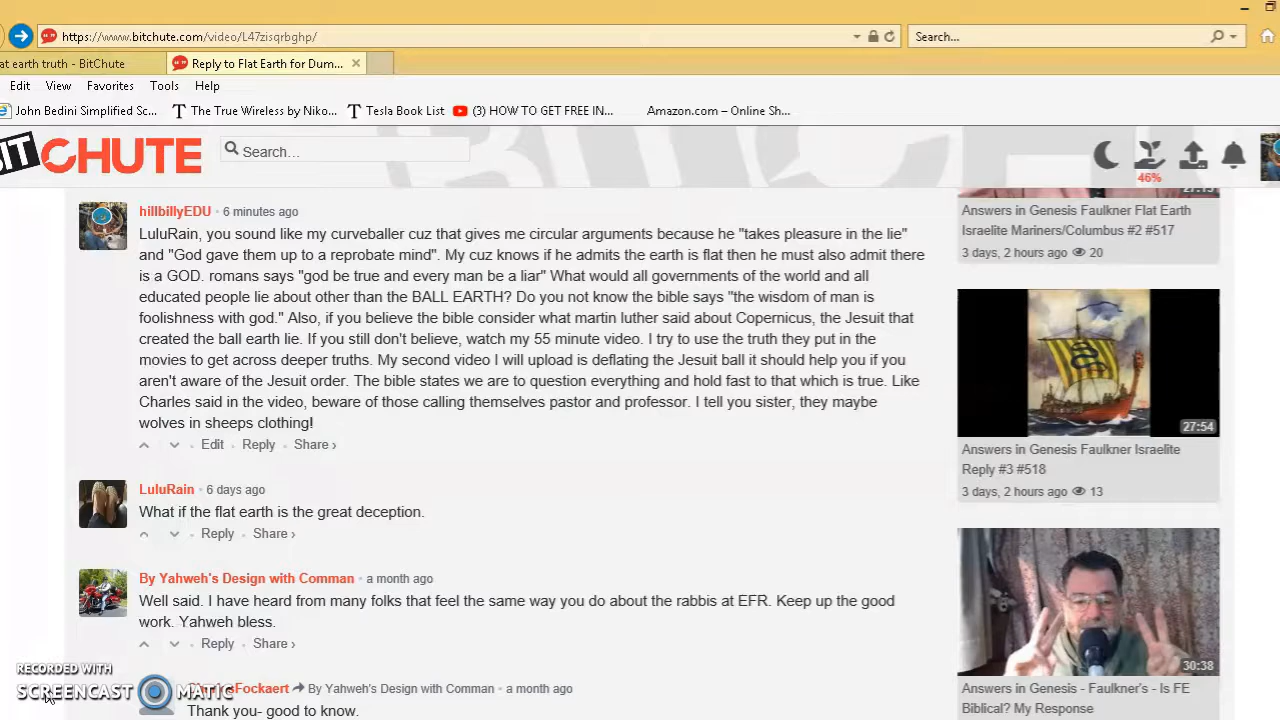 https://www.bitchute.com/video/L47zisqrbghp/
Search...
at earth truth - BitChute
Reply to Flat Earth for Dum...
Edit View Favorites Tools Help
John Bedini Simplified Sc...
The True Wireless by Niko...
Tesla Book List
(3) HOW TO GET FREE IN...
Amazon.com – Online Sh...
BITCHUTE
Search...
46%
hillbillyEDU · 6 minutes ago
LuluRain, you sound like my curveballer cuz that gives me circular arguments because he "takes pleasure in the lie"
and "God gave them up to a reprobate mind". My cuz knows if he admits the earth is flat then he must also admit there
is a GOD. romans says "god be true and every man be a liar" What would all governments of the world and all
educated people lie about other than the BALL EARTH? Do you not know the bible says "the wisdom of man is
foolishness with god." Also, if you believe the bible consider what martin luther said about Copernicus, the Jesuit that
created the ball earth lie. If you still don't believe, watch my 55 minute video. I try to use the truth they put in the
movies to get across deeper truths. My second video I will upload is deflating the Jesuit ball it should help you if you
aren't aware of the Jesuit order. The bible states we are to question everything and hold fast to that which is true. Like
Charles said in the video, beware of those calling themselves pastor and professor. I tell you sister, they maybe
wolves in sheeps clothing!
Edit Reply Share ›
LuluRain · 6 days ago
What if the flat earth is the great deception.
Reply Share ›
By Yahweh's Design with Comman · a month ago
Well said. I have heard from many folks that feel the same way you do about the rabbis at EFR. Keep up the good
work. Yahweh bless.
Reply Share ›
Fockaert By Yahweh's Design with Comman · a month ago
Thank you- good to know.
27:15
Answers in Genesis Faulkner Flat Earth
Israelite Mariners/Columbus #2 #517
3 days, 2 hours ago 20
27:54
Answers in Genesis Faulkner Israelite
Reply #3 #518
3 days, 2 hours ago 13
30:38
Answers in Genesis - Faulkner's - Is FE
Biblical? My Response
RECORDED WITH
SCREENCAST MATIC